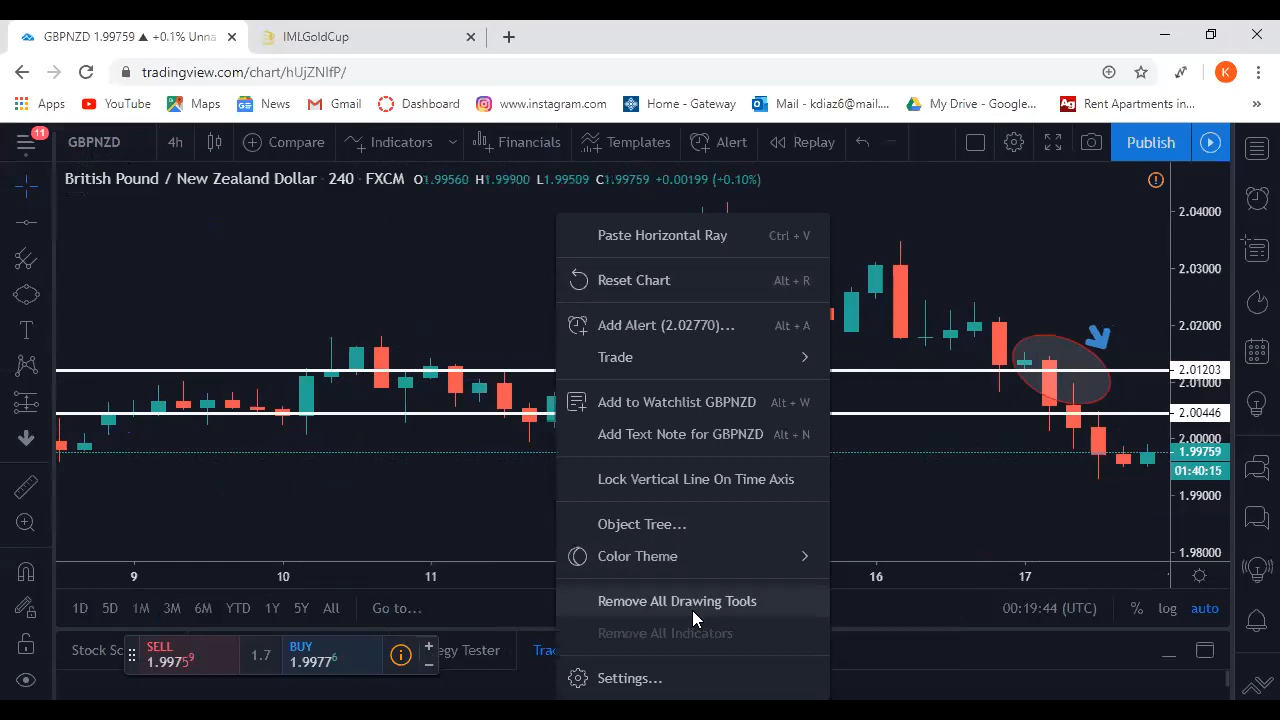 GBPNZD 1.99759 ▲ +0.1% Unna
IMLGoldCup
tradingview.com/chart/hUjZNIfP/
K
Apps
YouTube
Maps
News
Gmail
Dashboard
www.instagram.com
Home - Gateway
Mail - kalaz6@mail....
My Drive - Google...
Rent Apartments in...
11
GBPNZD
4h
Compare
Indicators
Financials
Templates
Alert
Replay
Publish
British Pound / New Zealand Dollar · 240 · FXCM O1.99560 H1.99900 L1.99509 C1.99759 +0.00199 (+0.10%)
Paste Horizontal Ray Ctrl + V
Reset Chart Alt + R
Add Alert (2.02770)... Alt + A
Trade
Add to Watchlist GBPNZD Alt + W
Add Text Note for GBPNZD Alt + N
Lock Vertical Line On Time Axis
Object Tree...
Color Theme
Remove All Drawing Tools
Remove All Indicators
Settings...
2.04000
2.03000
2.02000
2.01203
2.01000
2.00446
2.00000
1.99759
01:40:15
1.99000
1.98000
9
10
11
16
17
1D
5D
1M
3M
6M
YTD
1Y
5Y
All
Go to...
00:19:44 (UTC)
%
log
auto
Stock Sc
egy Tester
Trad
SELL
1.99759
1.7
BUY
1.99776